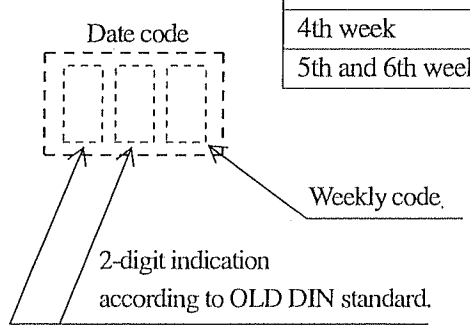 Date code
4th week
5th and 6th week
Weekly code.
2-digit indication
according to OLD DIN standard.